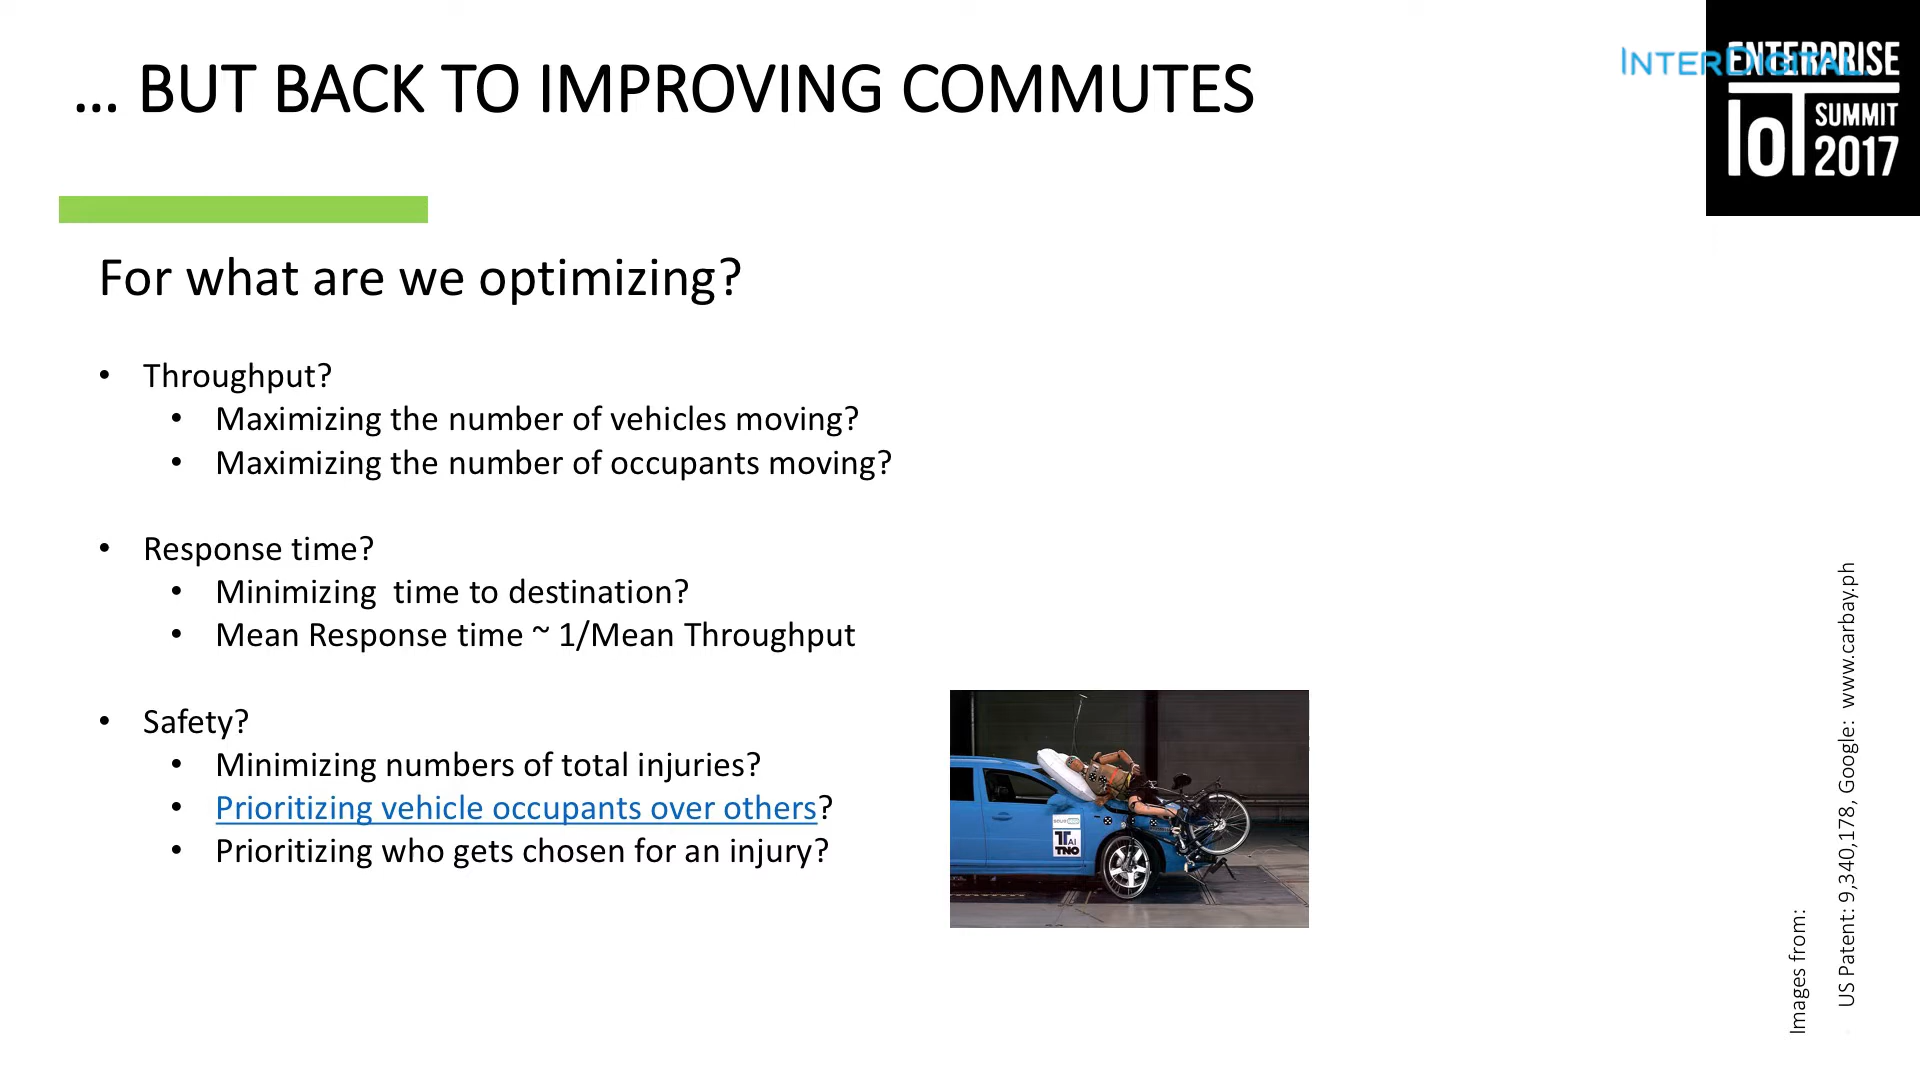 ... BUT BACK TO IMPROVING COMMUTES
INTERDIGITAL
ENTERPRISE
IoT
SUMMIT
2017
For what are we optimizing?
• Throughput?
• Maximizing the number of vehicles moving?
• Maximizing the number of occupants moving?
• Response time?
• Minimizing time to destination?
• Mean Response time ~ 1/Mean Throughput
• Safety?
• Minimizing numbers of total injuries?
• Prioritizing vehicle occupants over others?
• Prioritizing who gets chosen for an injury?
TNO
Images from:
US Patent: 9,340,178, Google: www.carbay.ph